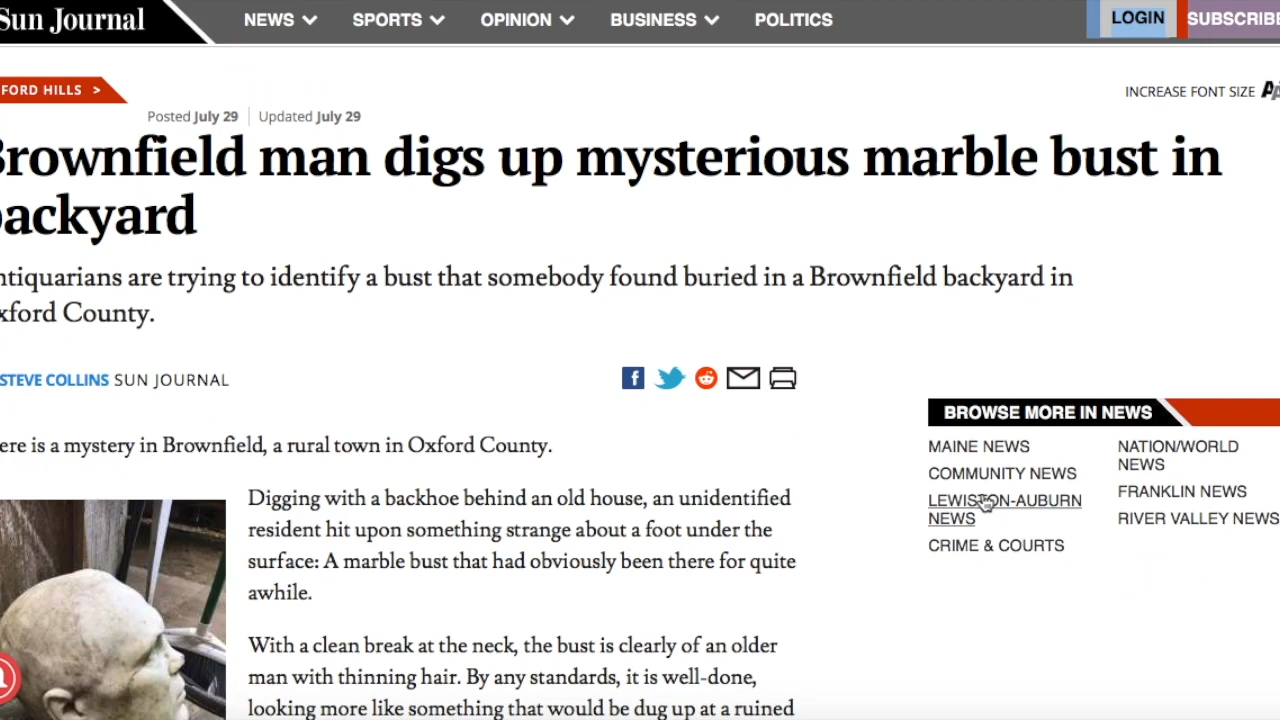 Sun Journal
NEWS
SPORTS
OPINION
BUSINESS
POLITICS
LOGIN
SUBSCRIBE
FORD HILLS >
INCREASE FONT SIZE
Posted July 29 | Updated July 29
Brownfield man digs up mysterious marble bust in
backyard
ntiquarians are trying to identify a bust that somebody found buried in a Brownfield backyard in
xford County.
STEVE COLLINS SUN JOURNAL
ere is a mystery in Brownfield, a rural town in Oxford County.
Digging with a backhoe behind an old house, an unidentified
resident hit upon something strange about a foot under the
surface: A marble bust that had obviously been there for quite
awhile.
With a clean break at the neck, the bust is clearly of an older
man with thinning hair. By any standards, it is well-done,
looking more like something that would be dug up at a ruined
BROWSE MORE IN NEWS
MAINE NEWS
COMMUNITY NEWS
LEWISTON-AUBURN
NEWS
CRIME & COURTS
NATION/WORLD
NEWS
FRANKLIN NEWS
RIVER VALLEY NEWS